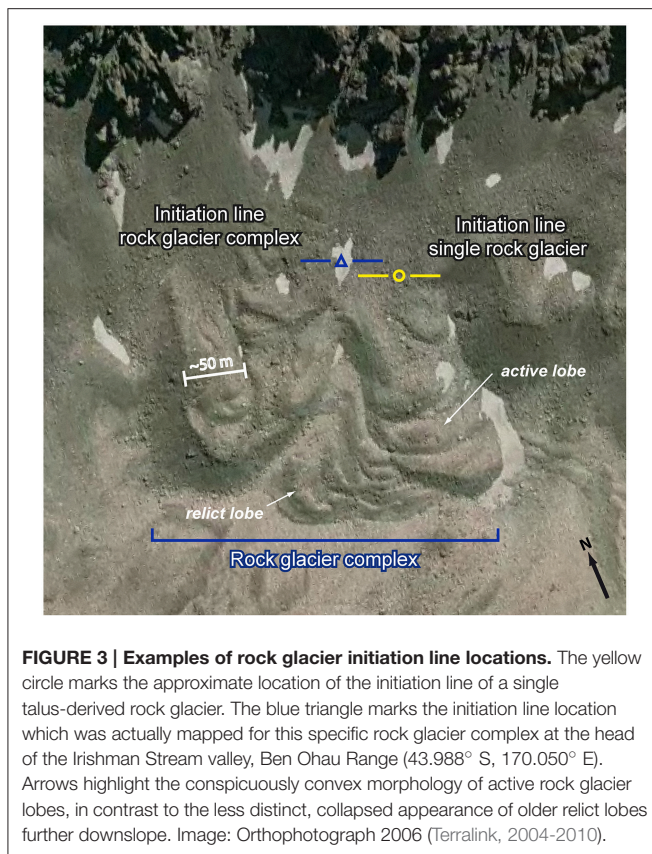 Initiation line
rock glacier complex
Initiation line
single rock glacier
~50 m
active lobe
relict lobe
Rock glacier complex
N
FIGURE 3 | Examples of rock glacier initiation line locations. The yellow
circle marks the approximate location of the initiation line of a single
talus-derived rock glacier. The blue triangle marks the initiation line location
which was actually mapped for this specific rock glacier complex at the head
of the Irishman Stream valley, Ben Ohau Range (43.988° S, 170.050° E).
Arrows highlight the conspicuously convex morphology of active rock glacier
lobes, in contrast to the less distinct, collapsed appearance of older relict lobes
further downslope. Image: Orthophotograph 2006 (Terralink, 2004-2010).